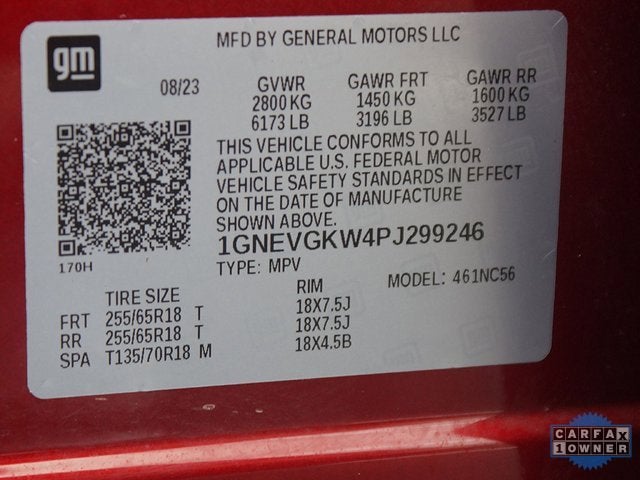 gm
MFD BY GENERAL MOTORS LLC
08/23 GVWR GAWR FRT GAWR RR
2800 KG 1450 KG 1600 KG
6173 LB 3196 LB 3527 LB
THIS VEHICLE CONFORMS TO ALL
APPLICABLE U.S. FEDERAL MOTOR
VEHICLE SAFETY STANDARDS IN EFFECT
ON THE DATE OF MANUFACTURE
SHOWN ABOVE.
1GNEVGKW4PJ299246
170H
TYPE: MPV MODEL: 461NC56
TIRE SIZE RIM
FRT 255/65R18 T 18X7.5J
RR 255/65R18 T 18X7.5J
SPA T135/70R18 M 18X4.5B
CARFAX
1 OWNER